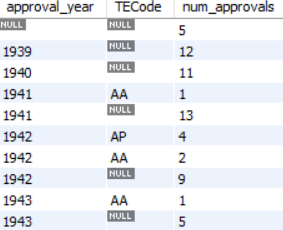 approval_year TECode num_approvals
NULL NULL 5
1939 NULL 12
1940 NULL 11
1941 AA 1
1941 NULL 13
1942 AP 4
1942 AA 2
1942 NULL 9
1943 AA 1
1943 NULL 5